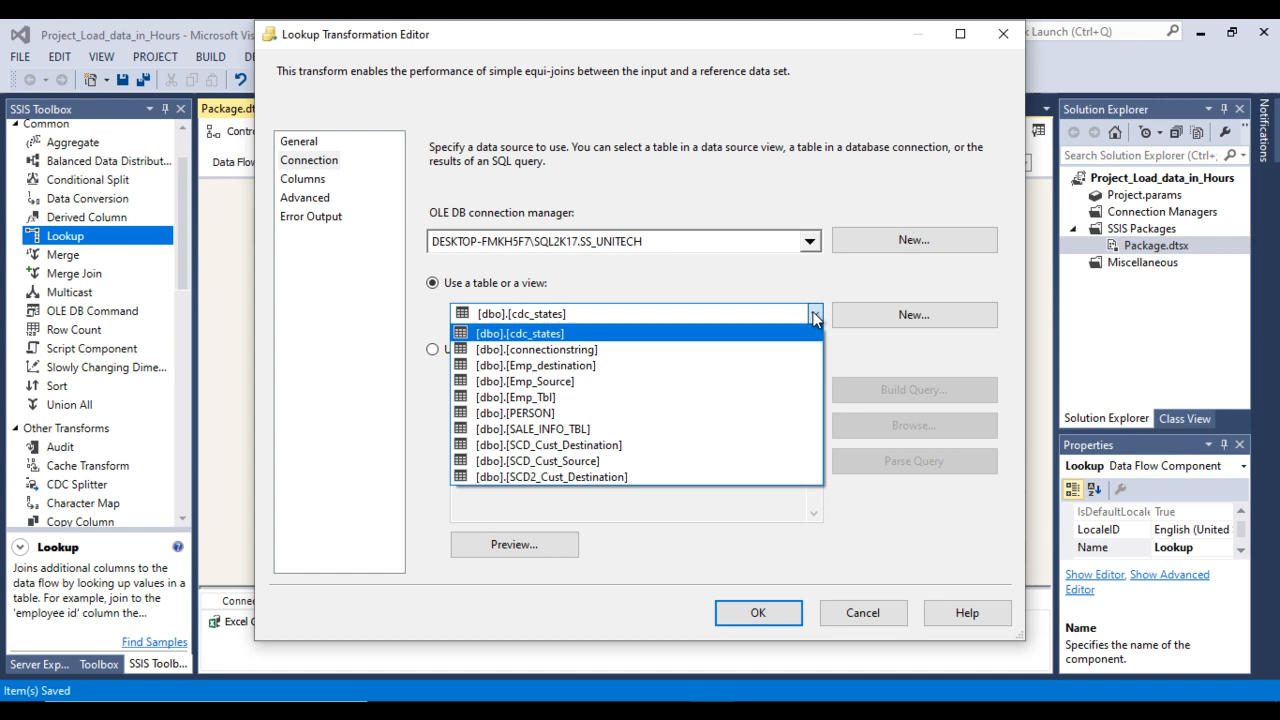 Project_Load_data_in_Hours - Microsoft Vis
Lookup Transformation Editor
Launch (Ctrl+Q)
FILE EDIT VIEW PROJECT BUILD
This transform enables the performance of simple equi-joins between the input and a reference data set.
SSIS Toolbox
Common
Aggregate
Balanced Data Distribut...
Conditional Split
Data Conversion
Derived Column
Lookup
Merge
Merge Join
Multicast
OLE DB Command
Row Count
Script Component
Slowly Changing Dime...
Sort
Union All
Other Transforms
Audit
Cache Transform
CDC Splitter
Character Map
Copy Column
Lookup
Joins additional columns to the
data flow by looking up values in a
table. For example, join to the
'employee id' column the...
Find Samples
Server Exp... Toolbox SSIS Toolb...
Item(s) Saved
Package.dt
Contr
Data Flov
Conne
Excel C
General
Connection
Columns
Advanced
Error Output
Specify a data source to use. You can select a table in a data source view, a table in a database connection, or the
results of an SQL query.
OLE DB connection manager:
DESKTOP-FMKH5F7\SQL2K17.SS_UNITECH
New...
Use a table or a view:
[dbo].[cdc_states]
New...
[dbo].[cdc_states]
[dbo].[connectionstring]
[dbo].[Emp_destination]
[dbo].[Emp_Source]
[dbo].[Emp_Tbl]
[dbo].[PERSON]
[dbo].[SALE_INFO_TBL]
[dbo].[SCD_Cust_Destination]
[dbo].[SCD_Cust_Source]
[dbo].[SCD2_Cust_Destination]
Build Query...
Browse...
Parse Query
Preview...
OK Cancel Help
Solution Explorer
Search Solution Explorer (Ctrl+;
Project_Load_data_in_Hours
Project.params
Connection Managers
SSIS Packages
Package.dtsx
Miscellaneous
Solution Explorer Class View
Properties
Lookup Data Flow Component
IsDefaultLocale True
LocaleID English (United
Name Lookup
Show Editor, Show Advanced
Editor
Name
Specifies the name of the
component.
Notifications